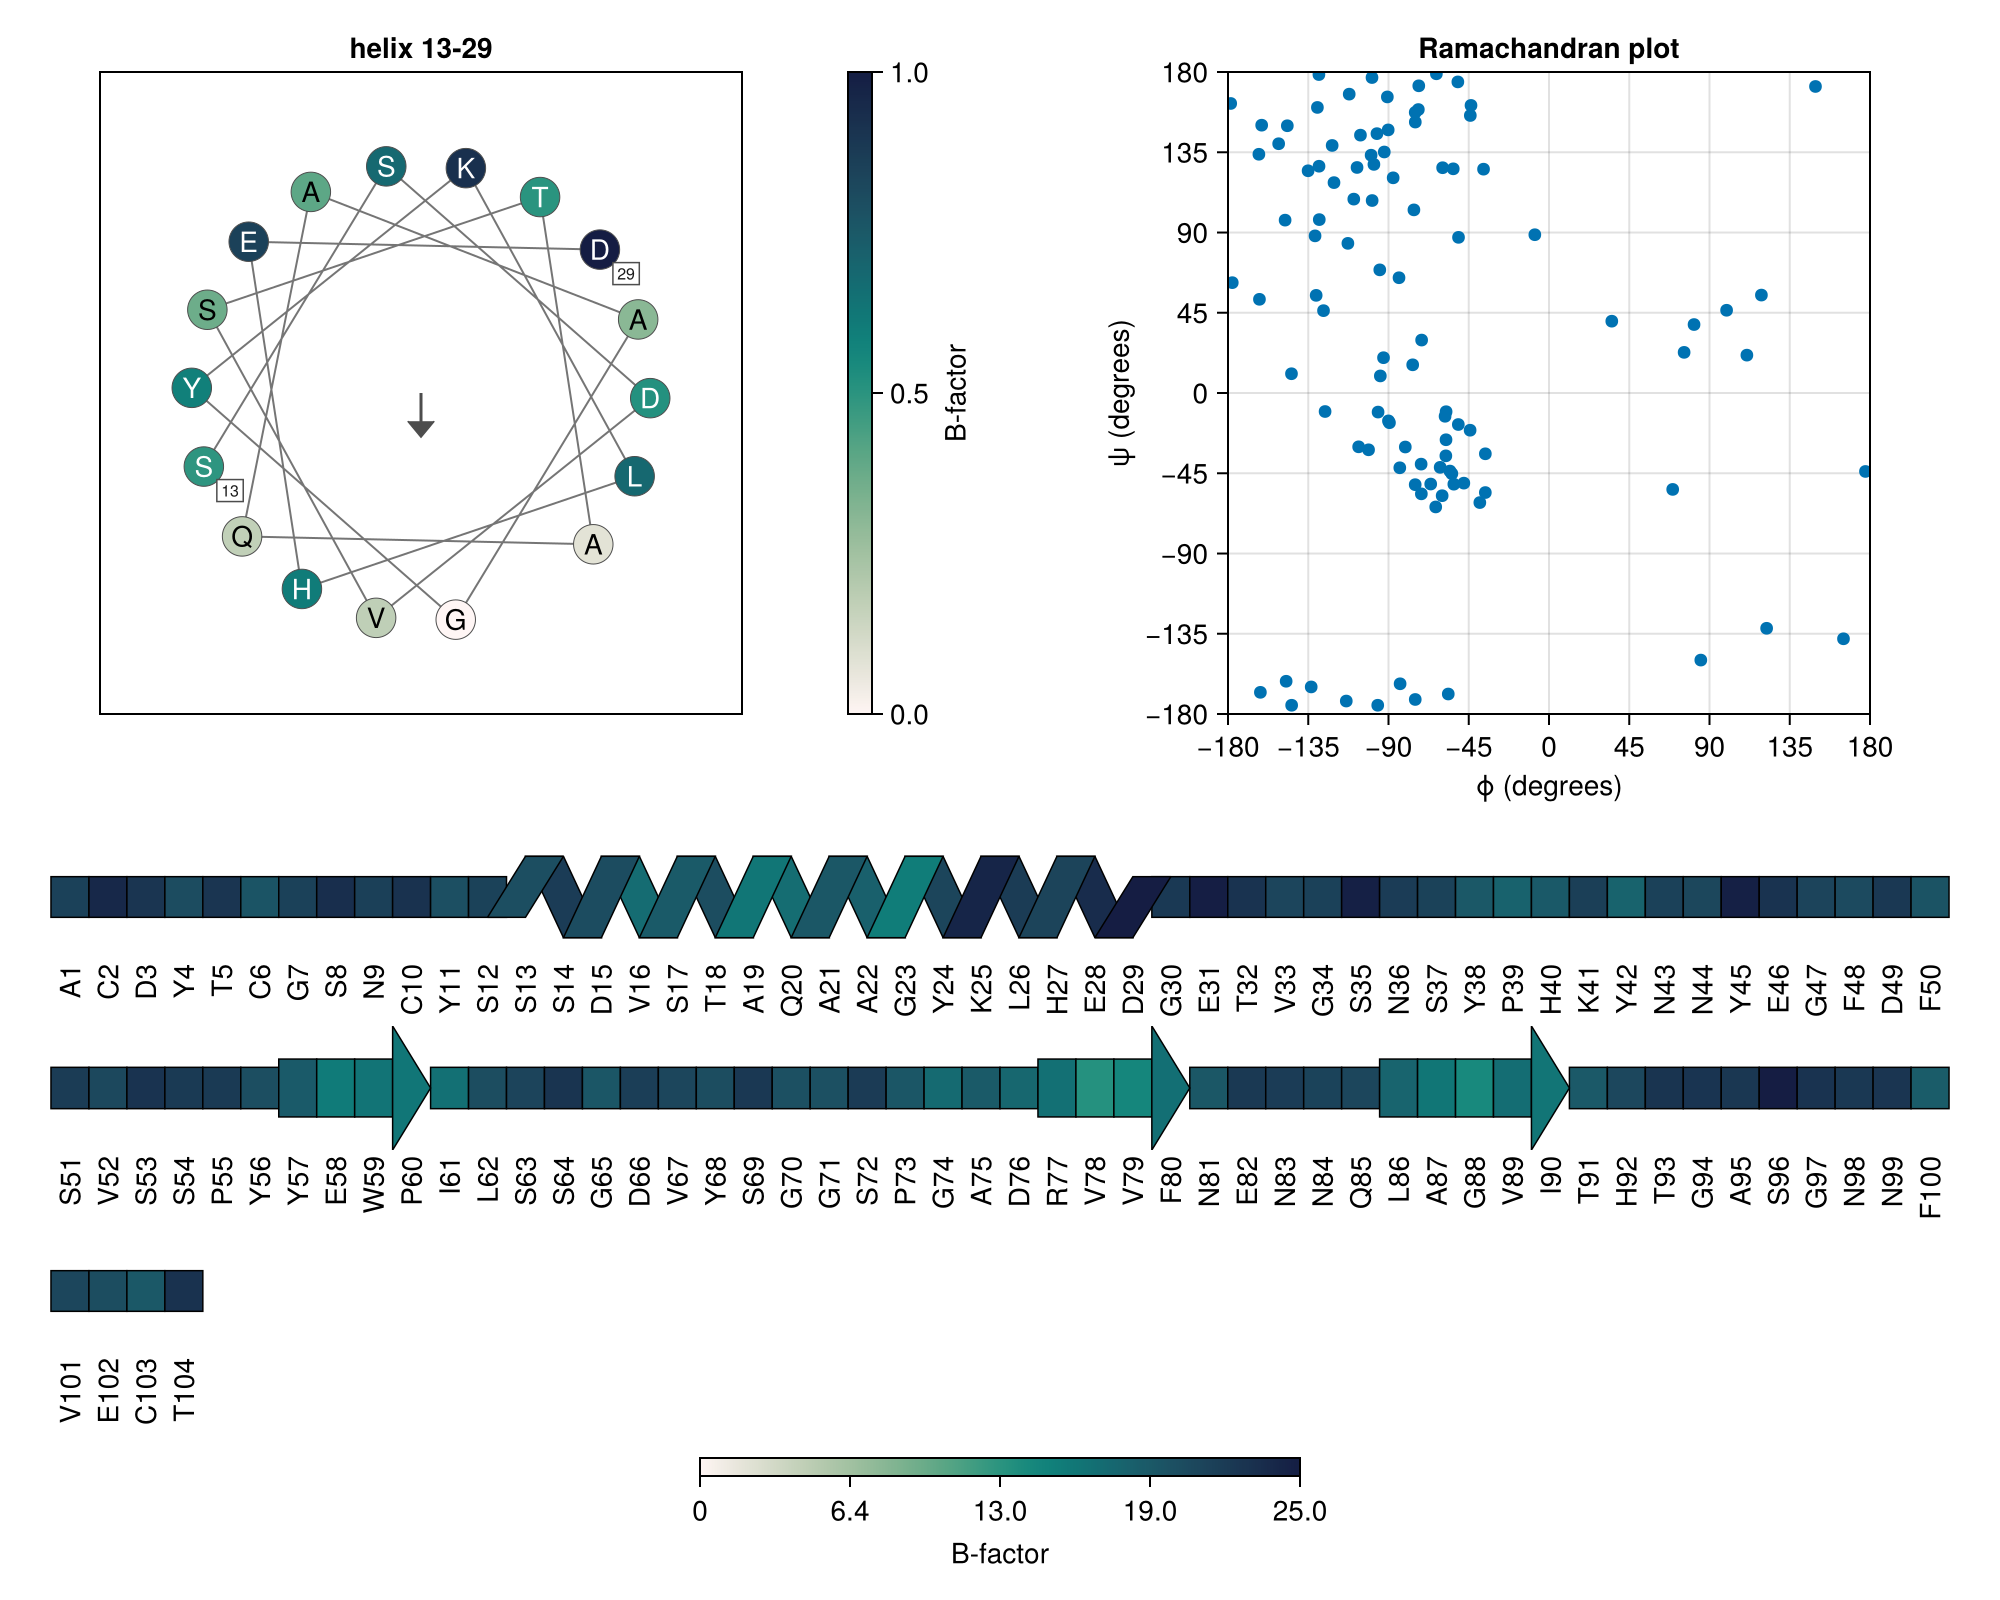 helix 13-29
S
K
A
T
E
D
29
S
A
Y
D
S
13
L
Q
A
H
V
G
1.0
0.5
0.0
B-factor
Ramachandran plot
180
135
90
45
0
−45
−90
−135
−180
ψ (degrees)
−180 −135 −90 −45 0 45 90 135 180
ϕ (degrees)
A1 C2 D3 Y4 T5 C6 G7 S8 N9 C10 Y11 S12 S13 S14 D15 V16 S17 T18 A19 Q20 A21 A22 G23 Y24 K25 L26 H27 E28 D29 G30 E31 T32 V33 G34 S35 N36 S37 Y38 P39 H40 K41 Y42 N43 N44 Y45 E46 G47 F48 D49 F50
S51 V52 S53 S54 P55 Y56 Y57 E58 W59 P60 I61 L62 S63 S64 G65 D66 V67 Y68 S69 G70 G71 S72 P73 G74 A75 D76 R77 V78 V79 F80 N81 E82 N83 N84 Q85 L86 A87 G88 V89 I90 T91 H92 T93 G94 A95 S96 G97 N98 N99 F100
V101 E102 C103 T104
0 6.4 13.0 19.0 25.0
B-factor